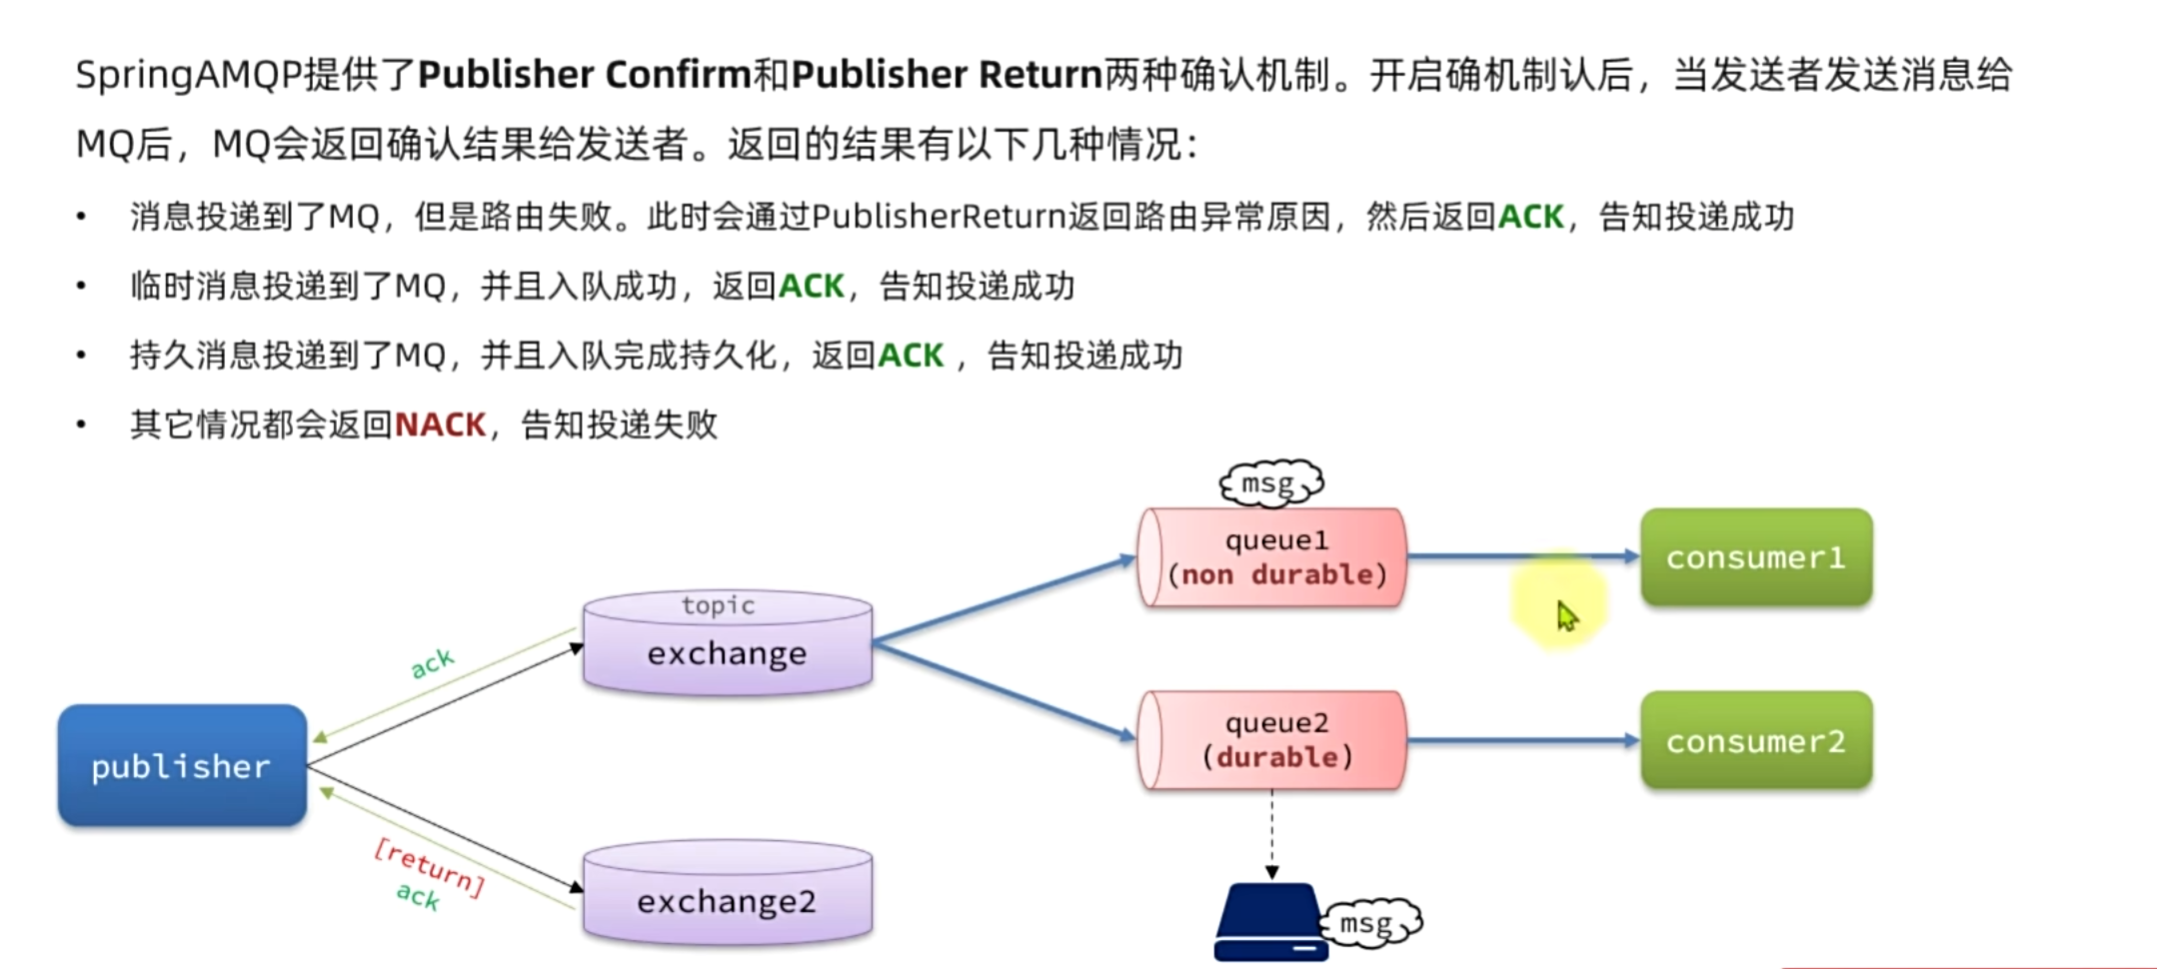 SpringAMQP提供了Publisher Confirm和Publisher Return两种确认机制。开启确机制认后，当发送者发送消息给
MQ后，MQ会返回确认结果给发送者。返回的结果有以下几种情况：
• 消息投递到了MQ，但是路由失败。此时会通过PublisherReturn返回路由异常原因，然后返回ACK，告知投递成功
• 临时消息投递到了MQ，并且入队成功，返回ACK，告知投递成功
• 持久消息投递到了MQ，并且入队完成持久化，返回ACK ，告知投递成功
• 其它情况都会返回NACK，告知投递失败
msg
queue1
(non durable)
consumer1
topic
exchange
ack
queue2
(durable)
consumer2
publisher
[return]
ack
exchange2
msg